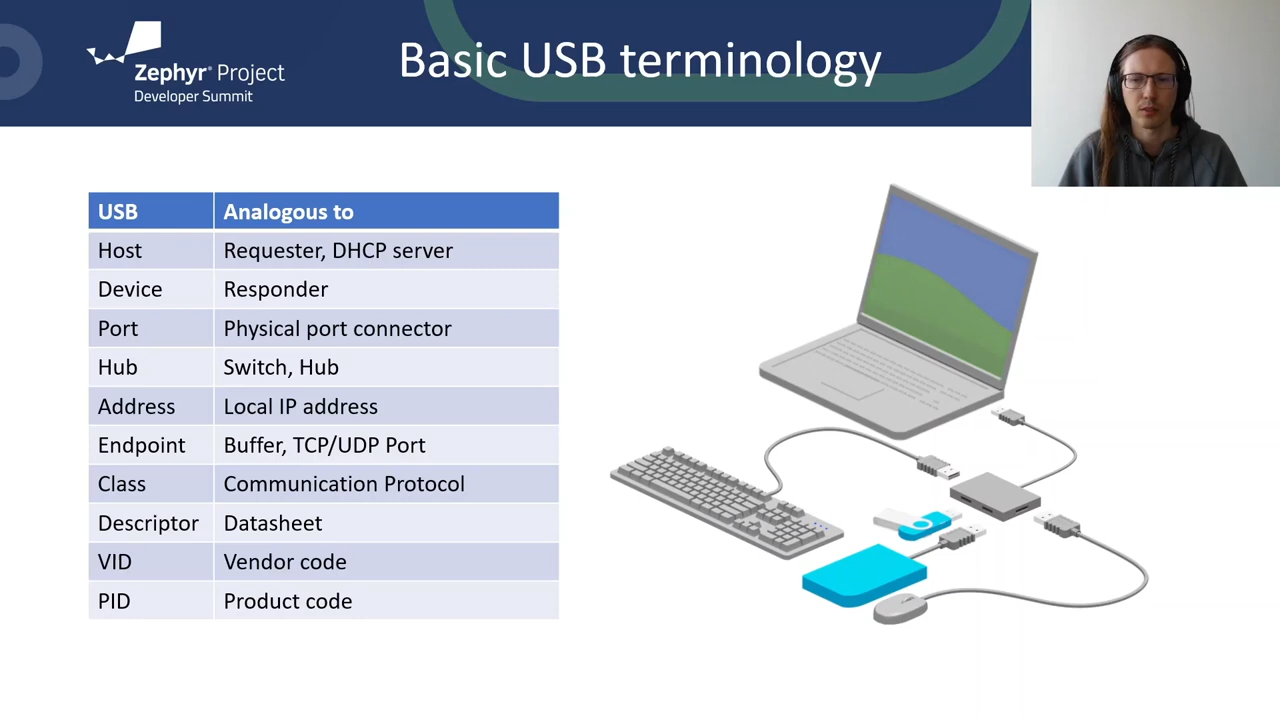 Zephyr® Project
Developer Summit
Basic USB terminology
USB Analogous to
Host Requester, DHCP server
Device Responder
Port Physical port connector
Hub Switch, Hub
Address Local IP address
Endpoint Buffer, TCP/UDP Port
Class Communication Protocol
Descriptor Datasheet
VID Vendor code
PID Product code